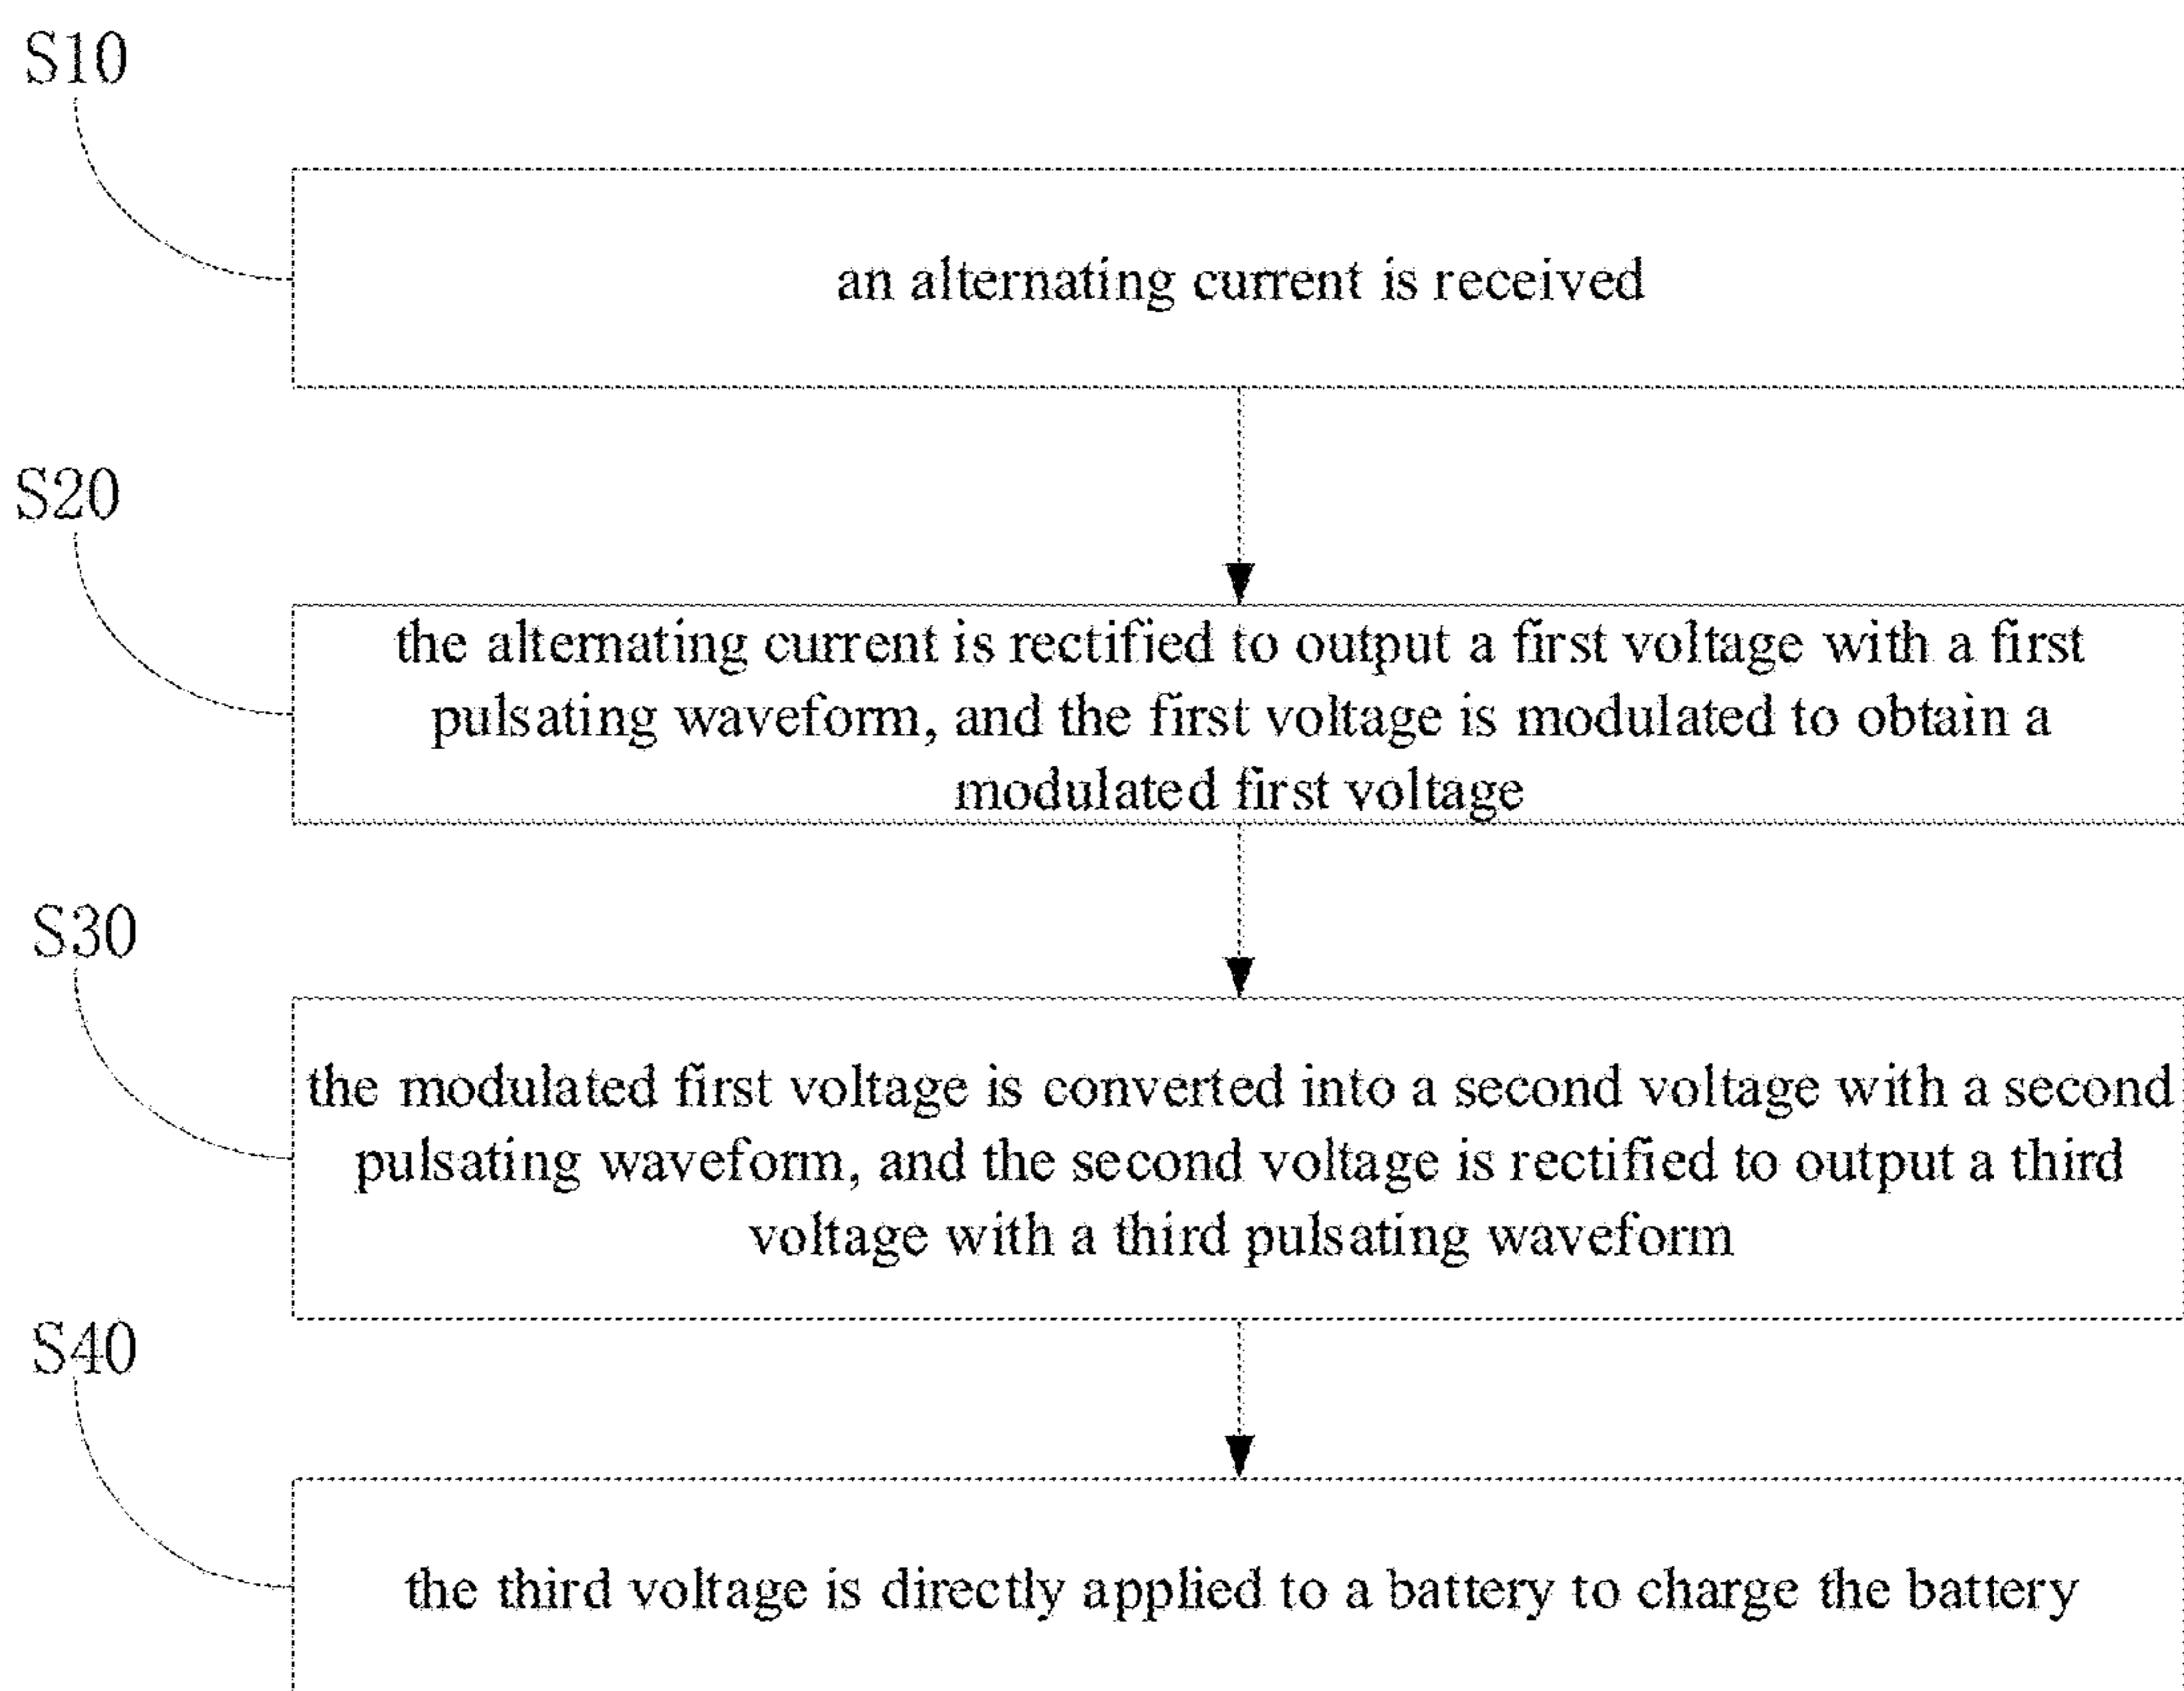 S10
an alternating current is received
S20
the alternating current is rectified to output a first voltage with a first
pulsating waveform, and the first voltage is modulated to obtain a
modulated first voltage
S30
the modulated first voltage is converted into a second voltage with a second
pulsating waveform, and the second voltage is rectified to output a third
voltage with a third pulsating waveform
S40
the third voltage is directly applied to a battery to charge the battery